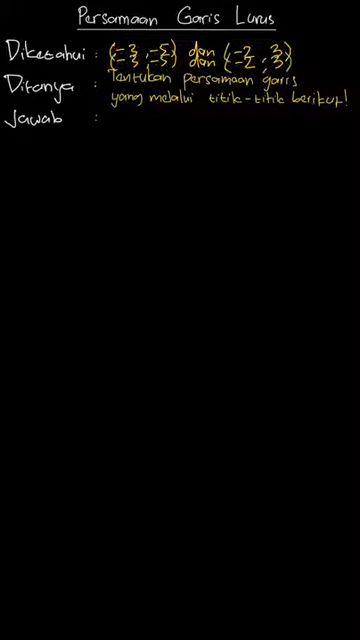 Persamaan Garis Lurus
Diketahui : (-3, -5) dan (-2, 3)
Ditanya : Tentukan persamaan garis
yang melalui titik-titik berikut!
Jawab :